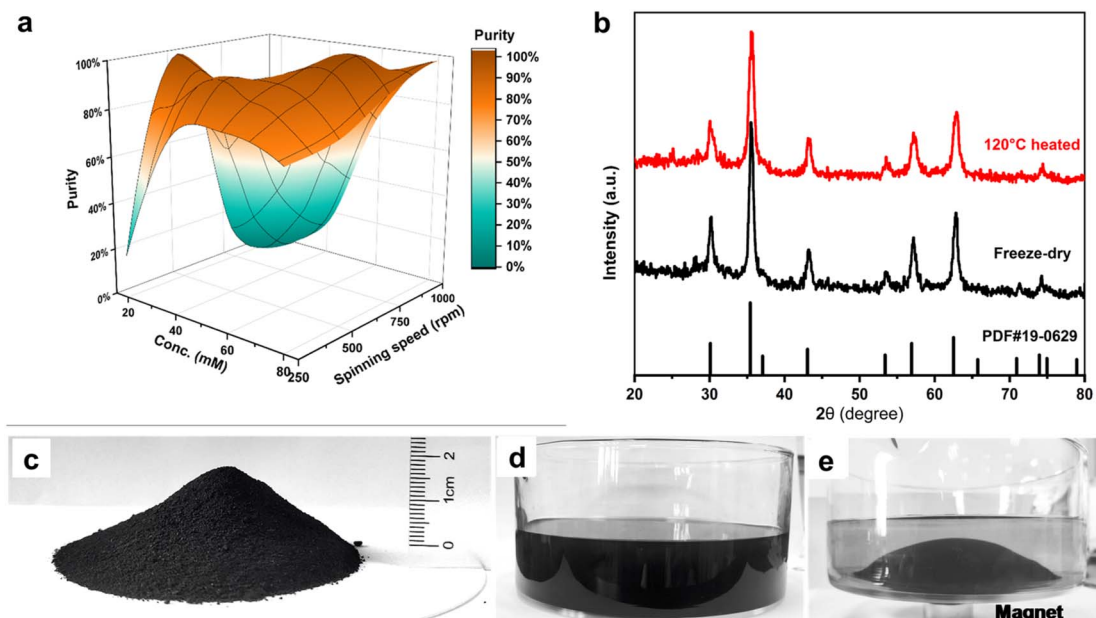 a
Purity
100%
80%
60%
40%
20%
0%
Purity
20
40
60
80
Conc. (mM)
250
500
750
1000
Spinning speed (rpm)
100%
90%
80%
70%
60%
50%
40%
30%
20%
10%
0%
b
120°C heated
Freeze-dry
PDF#19-0629
Intensity (a.u.)
20 30 40 50 60 70 80
2θ (degree)
c
2
1cm
0
d
e
Magnet